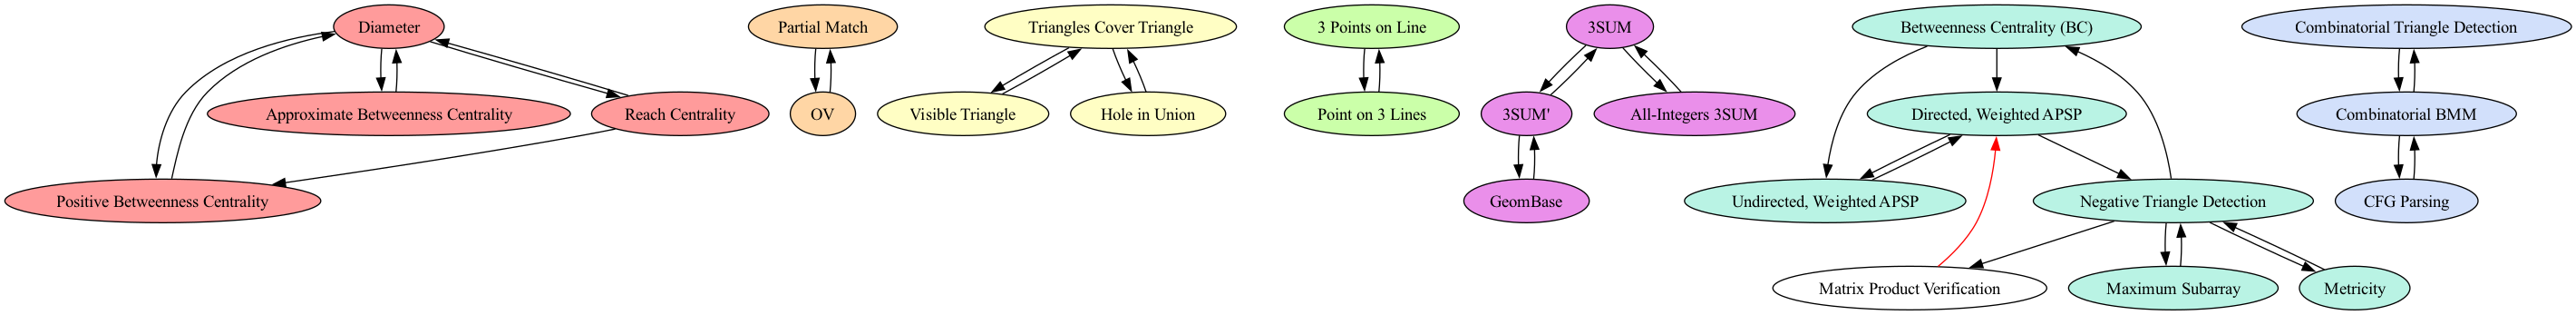 Diameter
Partial Match
Triangles Cover Triangle
3 Points on Line
3SUM
Betweenness Centrality (BC)
Combinatorial Triangle Detection
Approximate Betweenness Centrality
Reach Centrality
OV
Visible Triangle
Hole in Union
Point on 3 Lines
3SUM'
All-Integers 3SUM
Directed, Weighted APSP
Combinatorial BMM
Positive Betweenness Centrality
GeomBase
Undirected, Weighted APSP
Negative Triangle Detection
CFG Parsing
Matrix Product Verification
Maximum Subarray
Metricity